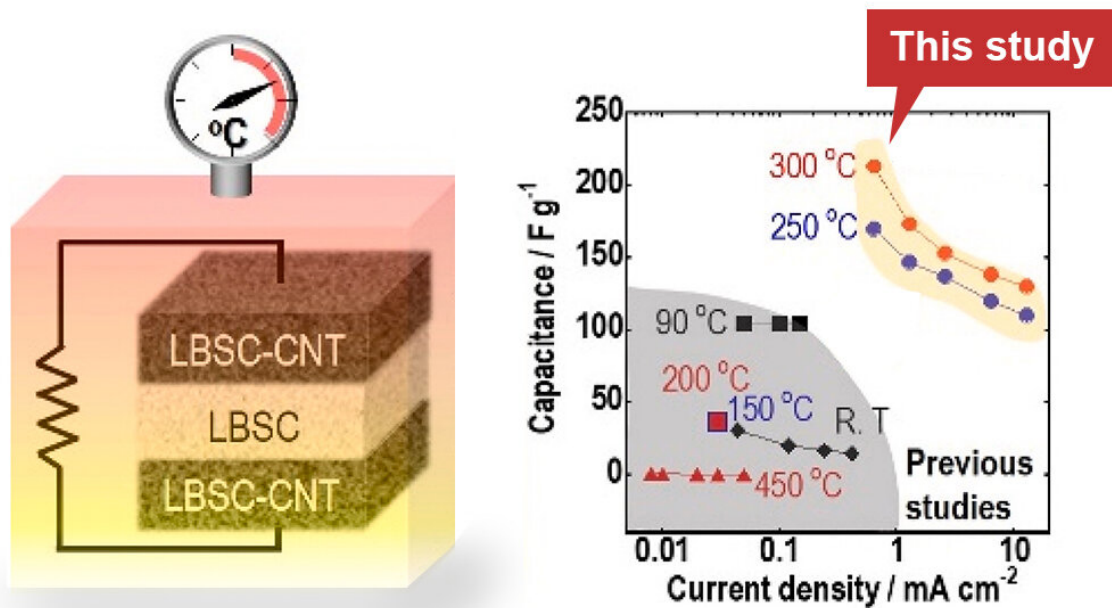 This study
°C
LBSC-CNT
LBSC
LBSC-CNT
Capacitance / F g⁻¹
250
200
150
100
50
0
300 °C
250 °C
90 °C
200 °C
150 °C
R. T
450 °C
Previous
studies
0.01 0.1 1 10
Current density / mA cm⁻²